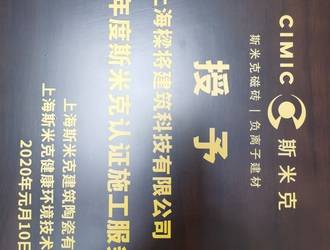 CIMIC 斯米克
斯米克磁砖 | 负离子建材
授予
上海樑将建筑科技有限公司
年度斯米克认证施工服
上海斯米克建筑陶瓷有
上海斯米克健康环境技术
2020年元月10日